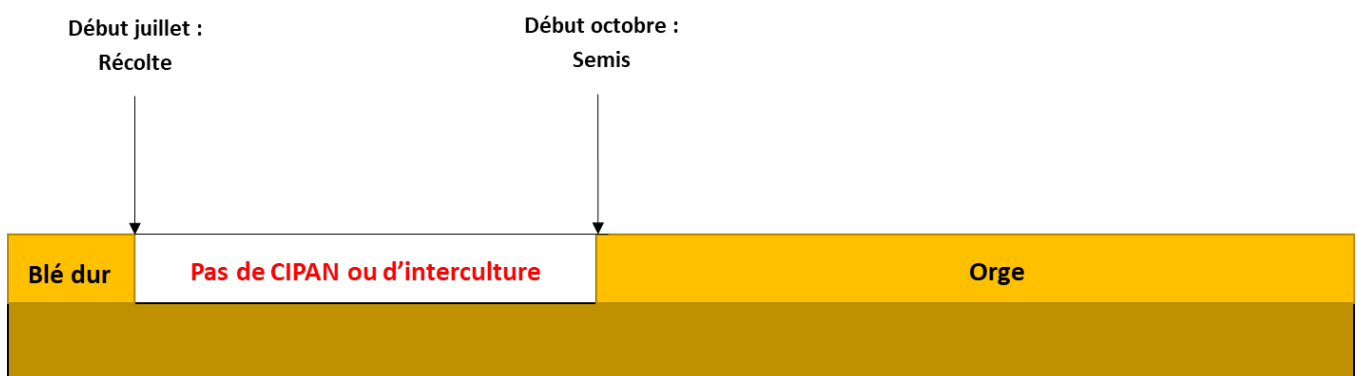 Début juillet :
Récolte
Début octobre :
Semis
Blé dur
Pas de CIPAN ou d’interculture
Orge